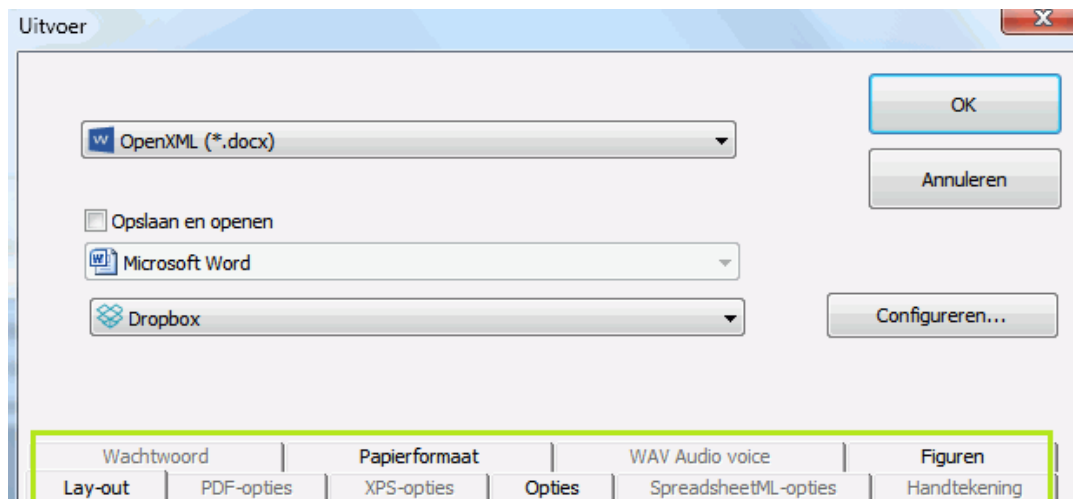 Uitvoer
OK
OpenXML (*.docx)
Annuleren
Opslaan en openen
Microsoft Word
Dropbox
Configureren...
Wachtwoord Papierformaat WAV Audio voice Figuren
Lay-out PDF-opties XPS-opties Opties SpreadsheetML-opties Handtekening